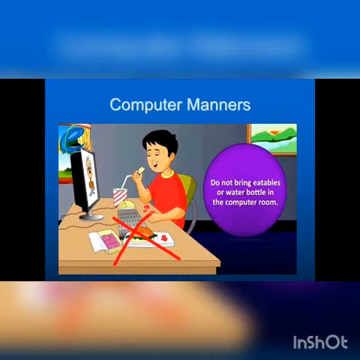 Computer Manners
Do not bring eatables
or water bottle in
the computer room.
InShOt